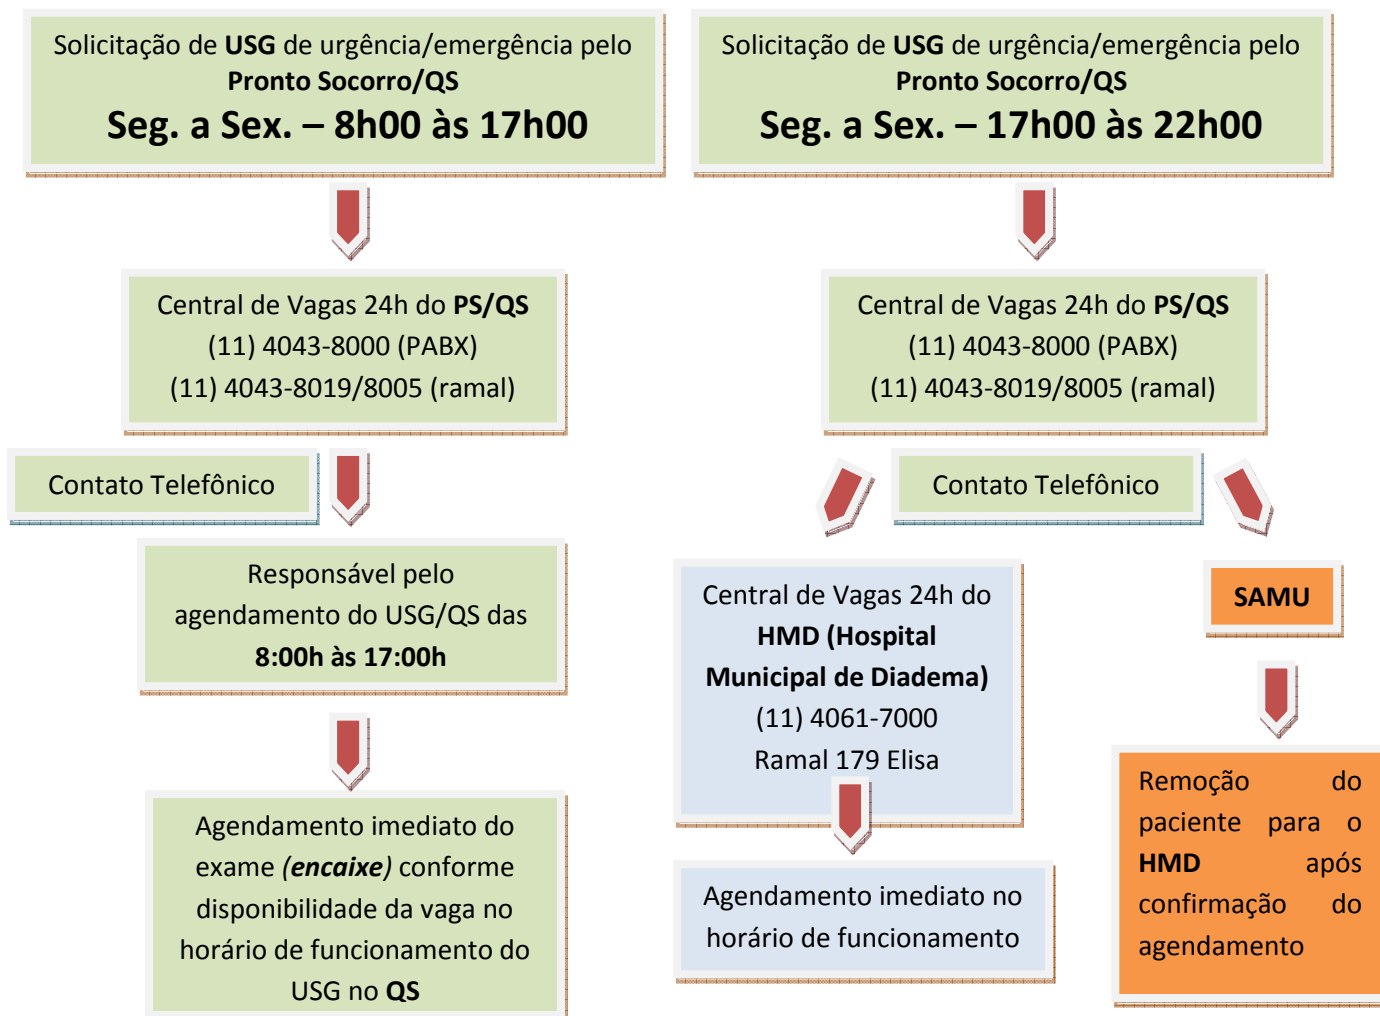 Solicitação de USG de urgência/emergência pelo
Pronto Socorro/QS
Seg. a Sex. – 8h00 às 17h00
Central de Vagas 24h do PS/QS
(11) 4043-8000 (PABX)
(11) 4043-8019/8005 (ramal)
Contato Telefônico
Responsável pelo
agendamento do USG/QS das
8:00h às 17:00h
Agendamento imediato do
exame (encaixe) conforme
disponibilidade da vaga no
horário de funcionamento do
USG no QS
Solicitação de USG de urgência/emergência pelo
Pronto Socorro/QS
Seg. a Sex. – 17h00 às 22h00
Central de Vagas 24h do PS/QS
(11) 4043-8000 (PABX)
(11) 4043-8019/8005 (ramal)
Contato Telefônico
Central de Vagas 24h do
HMD (Hospital
Municipal de Diadema)
(11) 4061-7000
Ramal 179 Elisa
Agendamento imediato no
horário de funcionamento
SAMU
Remoção do
paciente para o
HMD após
confirmação do
agendamento